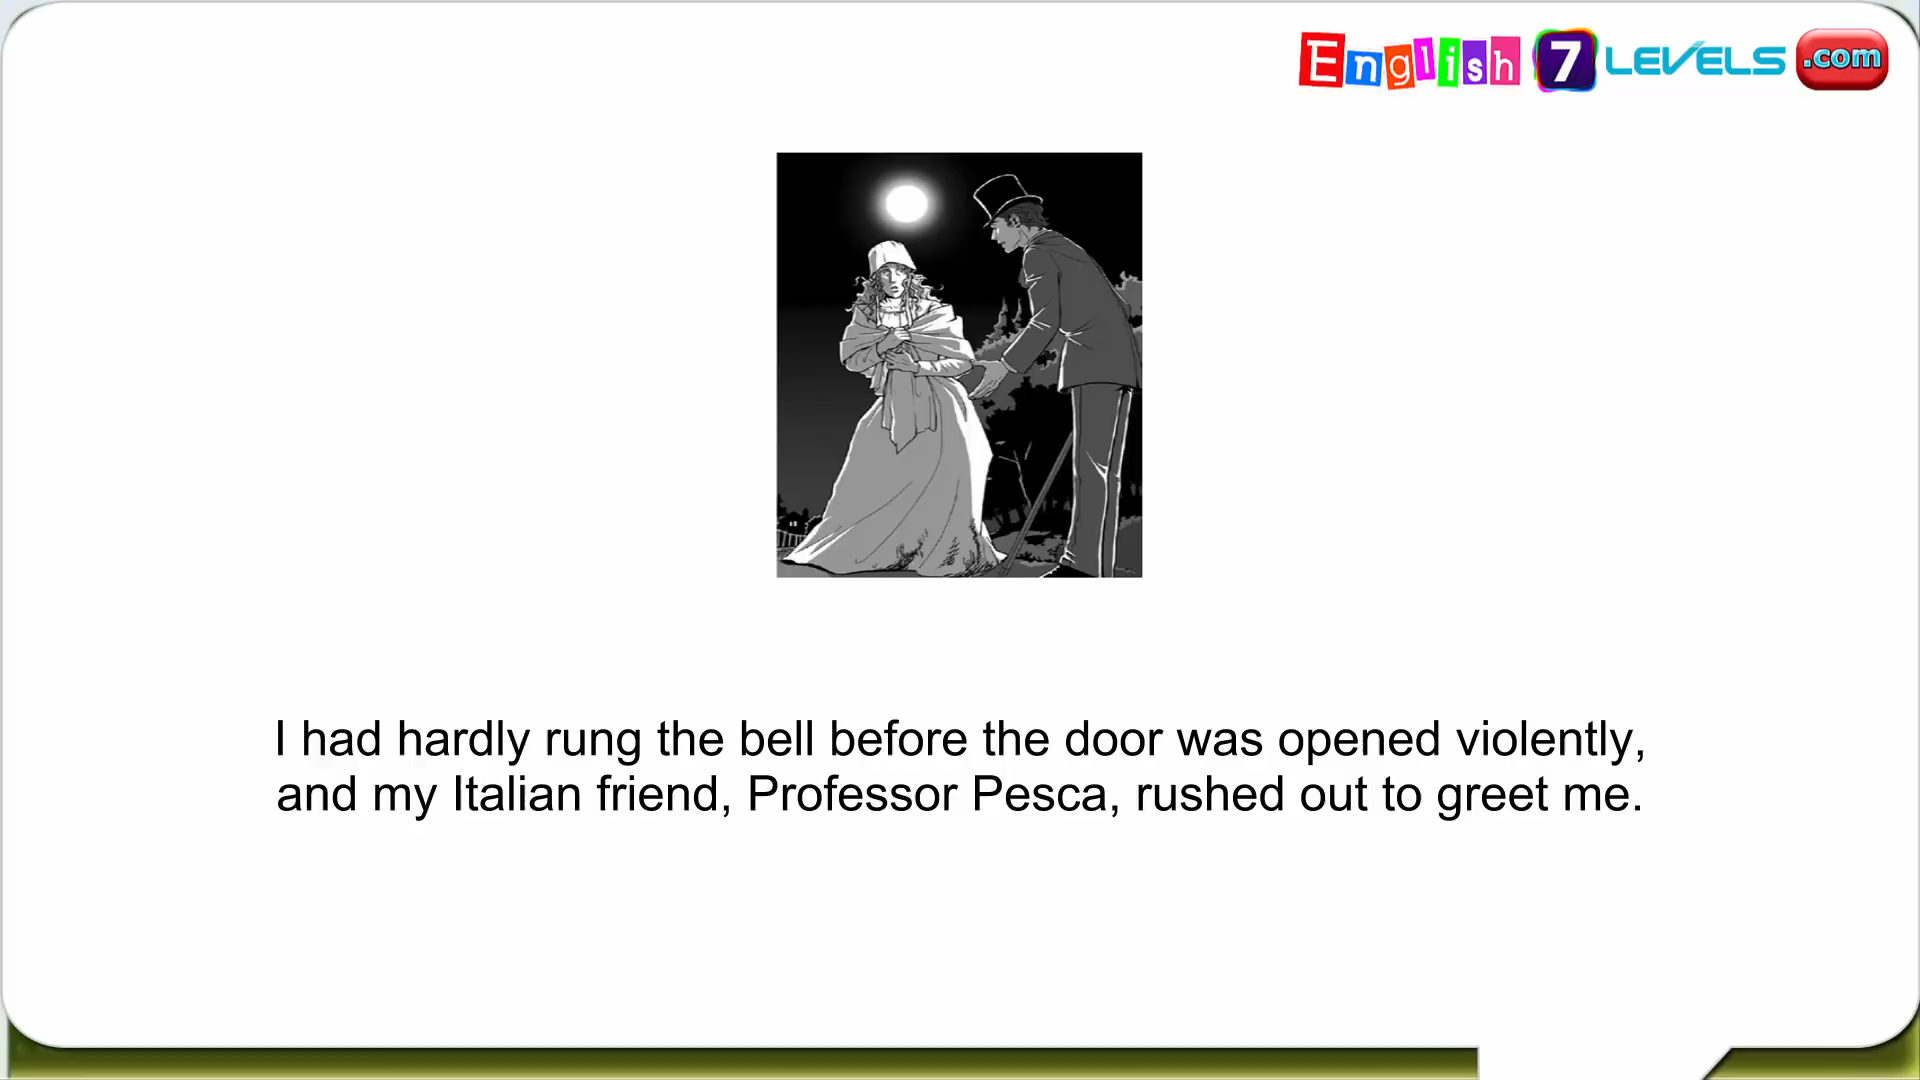 English 7 LEVELS .com
I had hardly rung the bell before the door was opened violently,
and my Italian friend, Professor Pesca, rushed out to greet me.